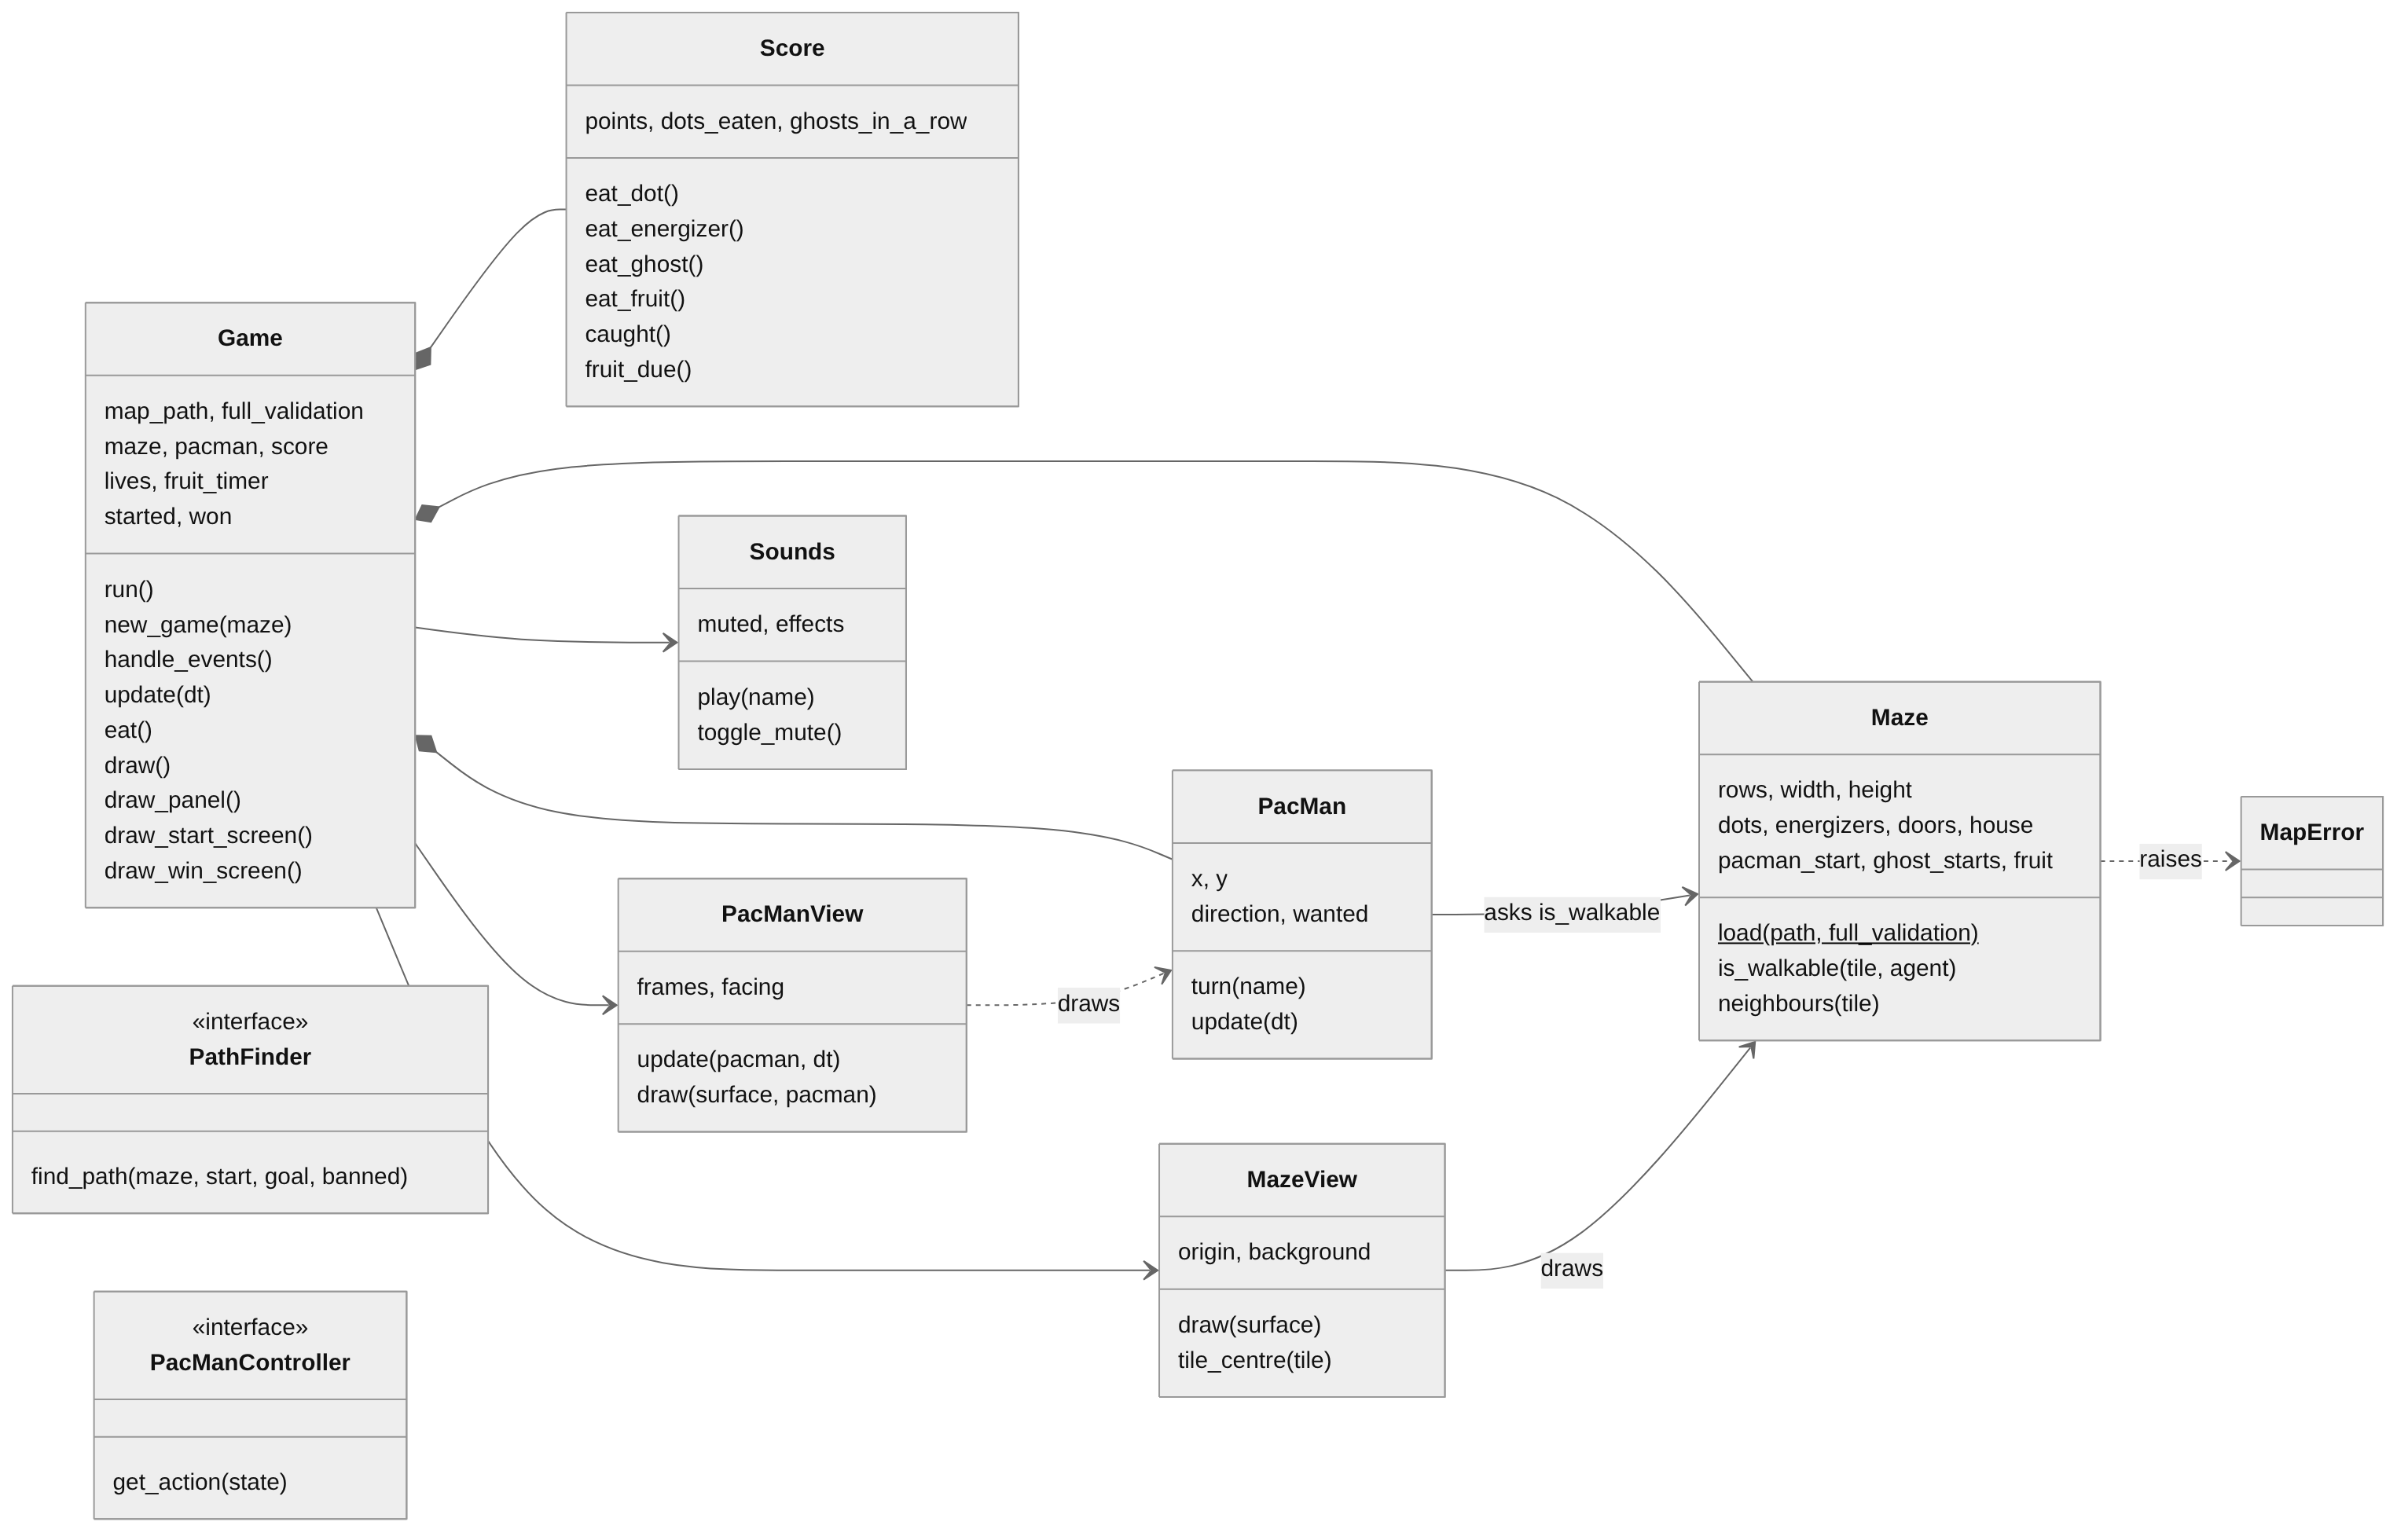 Score
points, dots_eaten, ghosts_in_a_row
eat_dot()
eat_energizer()
eat_ghost()
eat_fruit()
caught()
fruit_due()
Game
map_path, full_validation
maze, pacman, score
lives, fruit_timer
started, won
run()
new_game(maze)
handle_events()
update(dt)
eat()
draw()
draw_panel()
draw_start_screen()
draw_win_screen()
Sounds
muted, effects
play(name)
toggle_mute()
PacManView
frames, facing
update(pacman, dt)
draw(surface, pacman)
draws
PacMan
x, y
direction, wanted
turn(name)
update(dt)
asks is_walkable
Maze
rows, width, height
dots, energizers, doors, house
pacman_start, ghost_starts, fruit
load(path, full_validation)
is_walkable(tile, agent)
neighbours(tile)
raises
MapError
«interface»
PathFinder
find_path(maze, start, goal, banned)
MazeView
origin, background
draw(surface)
tile_centre(tile)
draws
«interface»
PacManController
get_action(state)